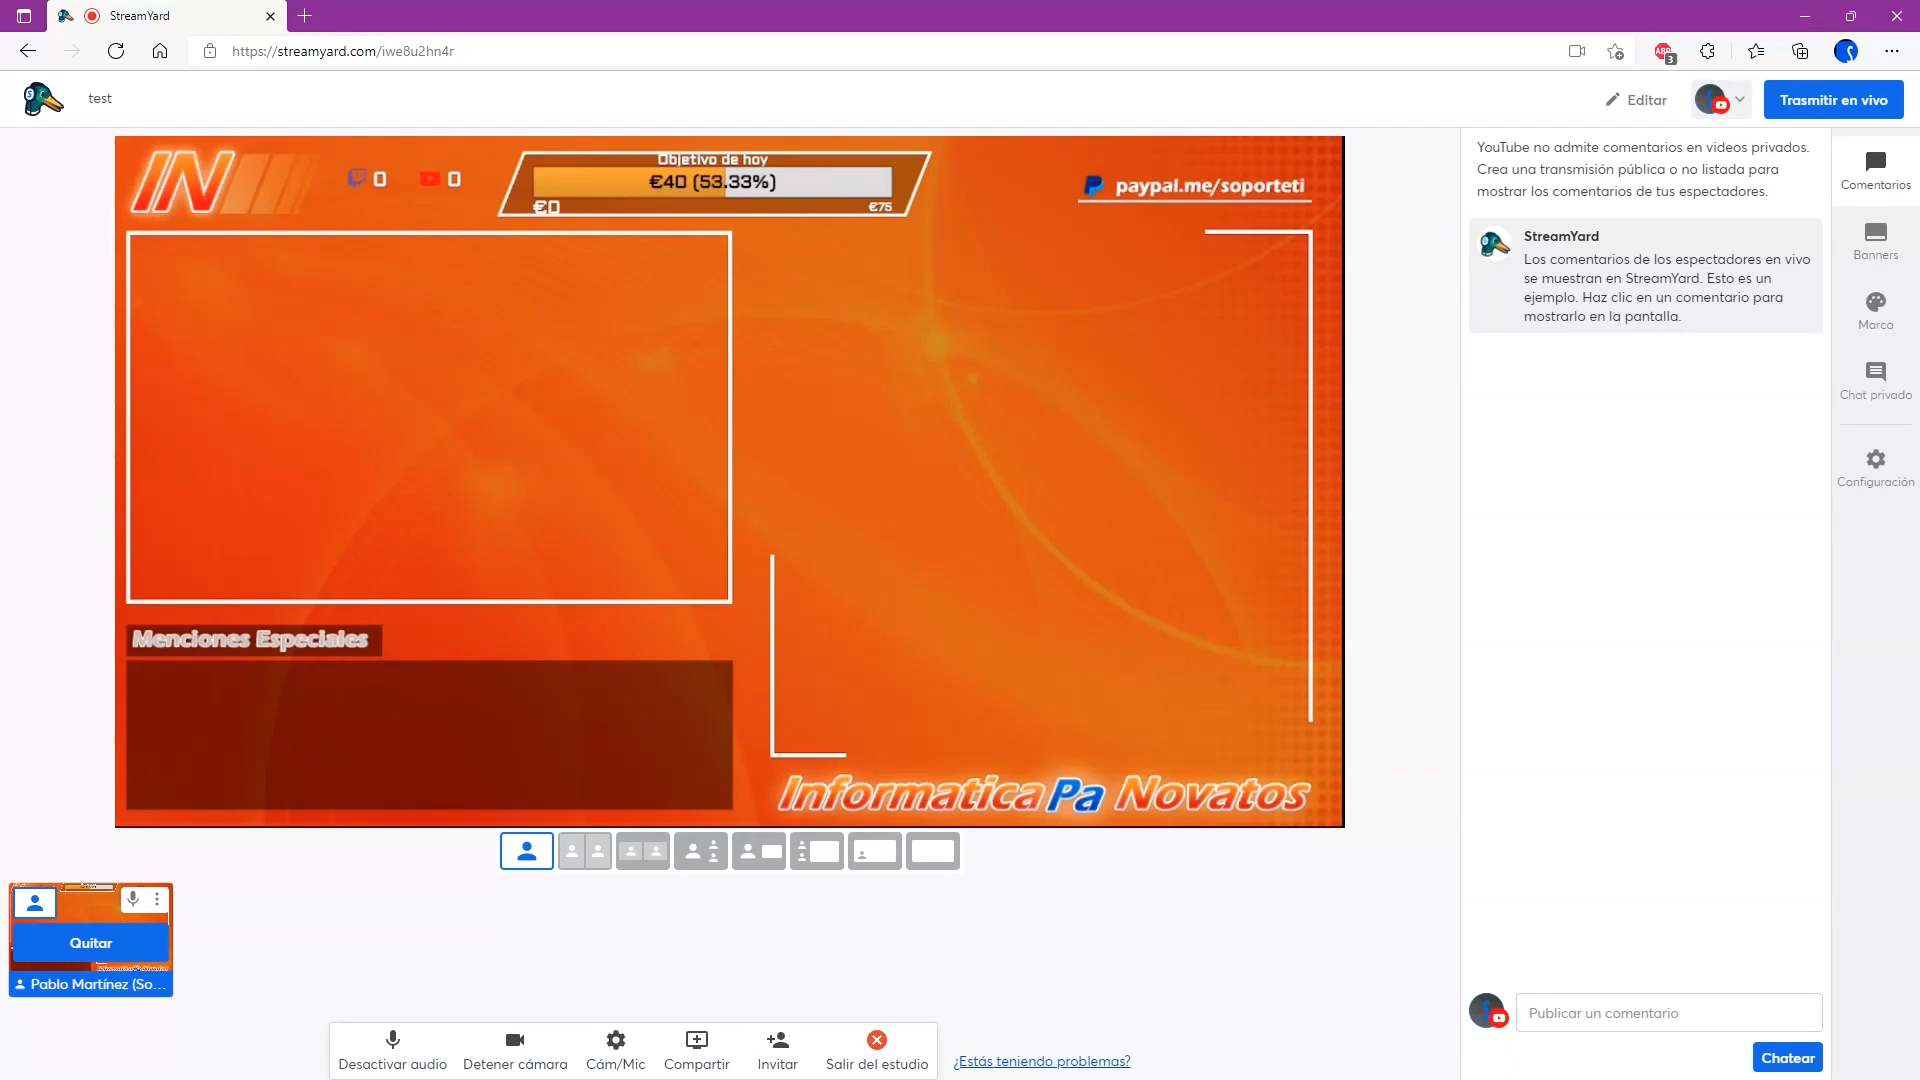 StreamYard
https://streamyard.com/iwe8u2hn4r
ABP
3
test
Editar
Trasmitir en vivo
IN
0
0
Objetivo de hoy
€40 (53.33%)
€0
€75
paypal.me/soporteti
Menciones Especiales
Informatica Pa Novatos
YouTube no admite comentarios en videos privados.
Crea una transmisión pública o no listada para
mostrar los comentarios de tus espectadores.
StreamYard
Los comentarios de los espectadores en vivo
se muestran en StreamYard. Esto es un
ejemplo. Haz clic en un comentario para
mostrarlo en la pantalla.
Comentarios
Banners
Marca
Chat privado
Configuración
Quitar
Pablo Martínez (So...
Desactivar audio
Detener cámara
Cám/Mic
Compartir
Invitar
Salir del estudio
¿Estás teniendo problemas?
Publicar un comentario
Chatear